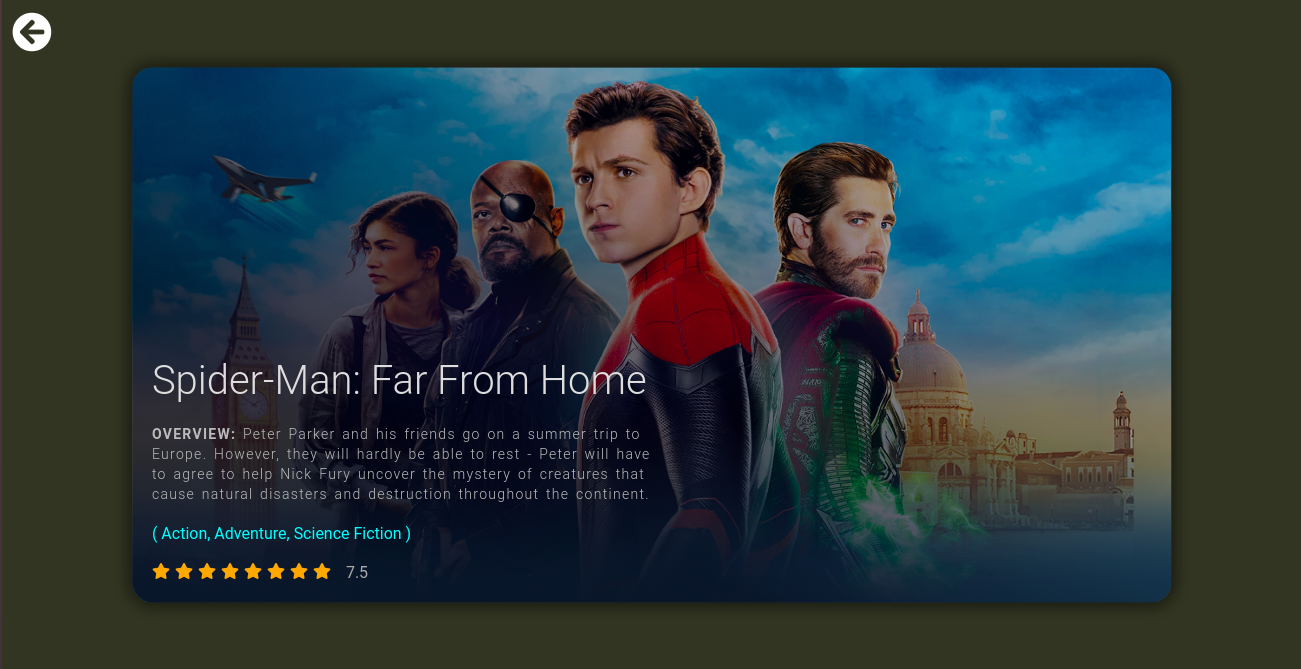 Spider-Man: Far From Home
OVERVIEW: Peter Parker and his friends go on a summer trip to
Europe. However, they will hardly be able to rest - Peter will have
to agree to help Nick Fury uncover the mystery of creatures that
cause natural disasters and destruction throughout the continent.
( Action, Adventure, Science Fiction )
7.5